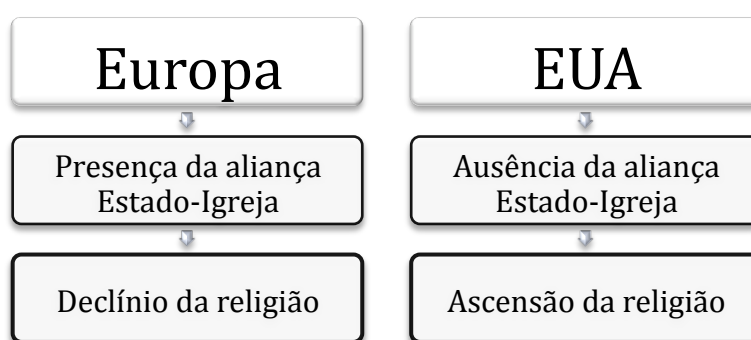 Europa
Presença da aliança
Estado-Igreja
Declínio da religião
EUA
Ausência da aliança
Estado-Igreja
Ascensão da religião